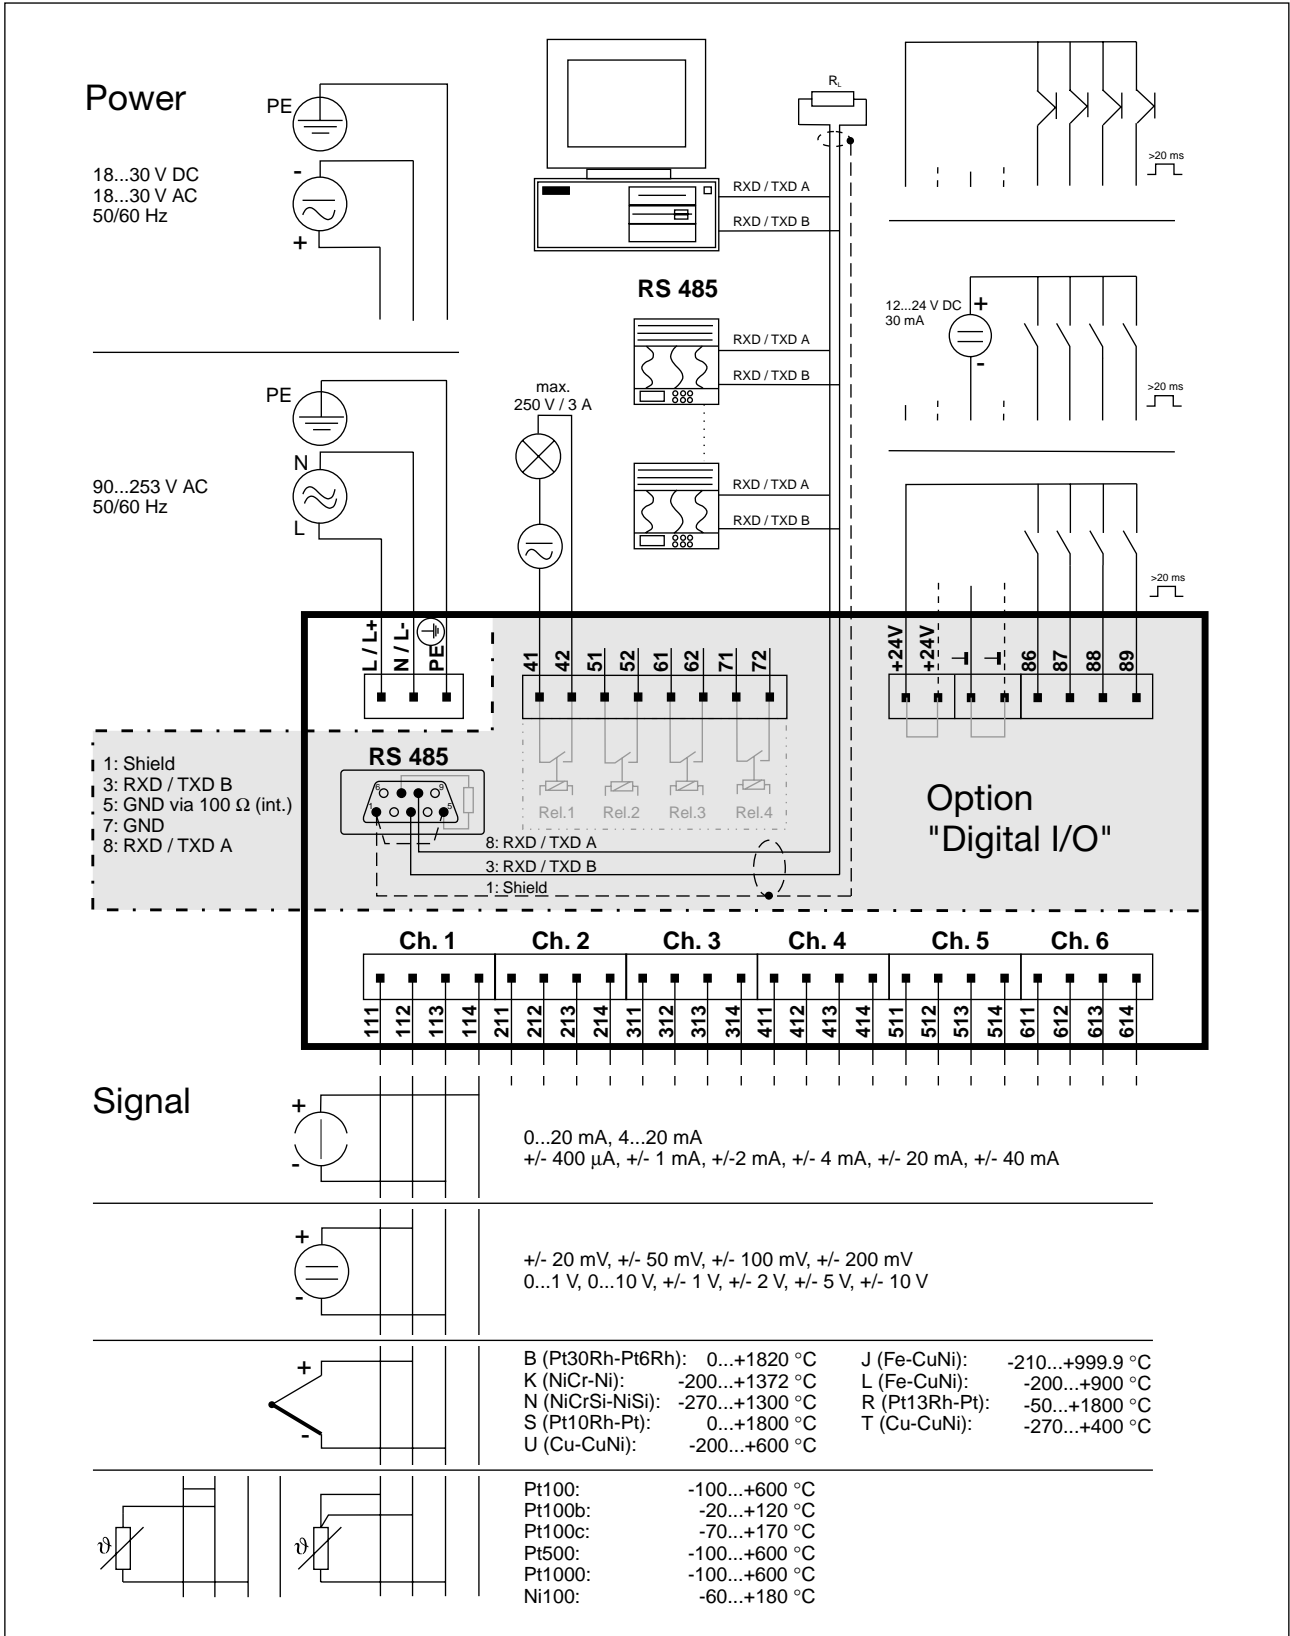 Power
PE
18...30 V DC
18...30 V AC
50/60 Hz
-
+
PE
N
L
90...253 V AC
50/60 Hz
R_L
RXD / TXD A
RXD / TXD B
RS 485
RXD / TXD A
RXD / TXD B
RXD / TXD A
RXD / TXD B
max.
250 V / 3 A
>20 ms
12...24 V DC
30 mA
+
-
>20 ms
>20 ms
L / L+
N / L-
PE
41
42
51
52
61
62
71
72
+24V
+24V
86
87
88
89
Rel.1
Rel.2
Rel.3
Rel.4
1: Shield
3: RXD / TXD B
5: GND via 100 Ω (int.)
7: GND
8: RXD / TXD A
RS 485
6
9
1
5
8: RXD / TXD A
3: RXD / TXD B
1: Shield
Option
"Digital I/O"
Ch. 1
Ch. 2
Ch. 3
Ch. 4
Ch. 5
Ch. 6
111
112
113
114
211
212
213
214
311
312
313
314
411
412
413
414
511
512
513
514
611
612
613
614
Signal
+
-
0...20 mA, 4...20 mA
+/- 400 µA, +/- 1 mA, +/-2 mA, +/- 4 mA, +/- 20 mA, +/- 40 mA
+
-
+/- 20 mV, +/- 50 mV, +/- 100 mV, +/- 200 mV
0...1 V, 0...10 V, +/- 1 V, +/- 2 V, +/- 5 V, +/- 10 V
+
-
B (Pt30Rh-Pt6Rh): 0...+1820 °C
K (NiCr-Ni): -200...+1372 °C
N (NiCrSi-NiSi): -270...+1300 °C
S (Pt10Rh-Pt): 0...+1800 °C
U (Cu-CuNi): -200...+600 °C
J (Fe-CuNi): -210...+999.9 °C
L (Fe-CuNi): -200...+900 °C
R (Pt13Rh-Pt): -50...+1800 °C
T (Cu-CuNi): -270...+400 °C
ϑ
ϑ
Pt100: -100...+600 °C
Pt100b: -20...+120 °C
Pt100c: -70...+170 °C
Pt500: -100...+600 °C
Pt1000: -100...+600 °C
Ni100: -60...+180 °C